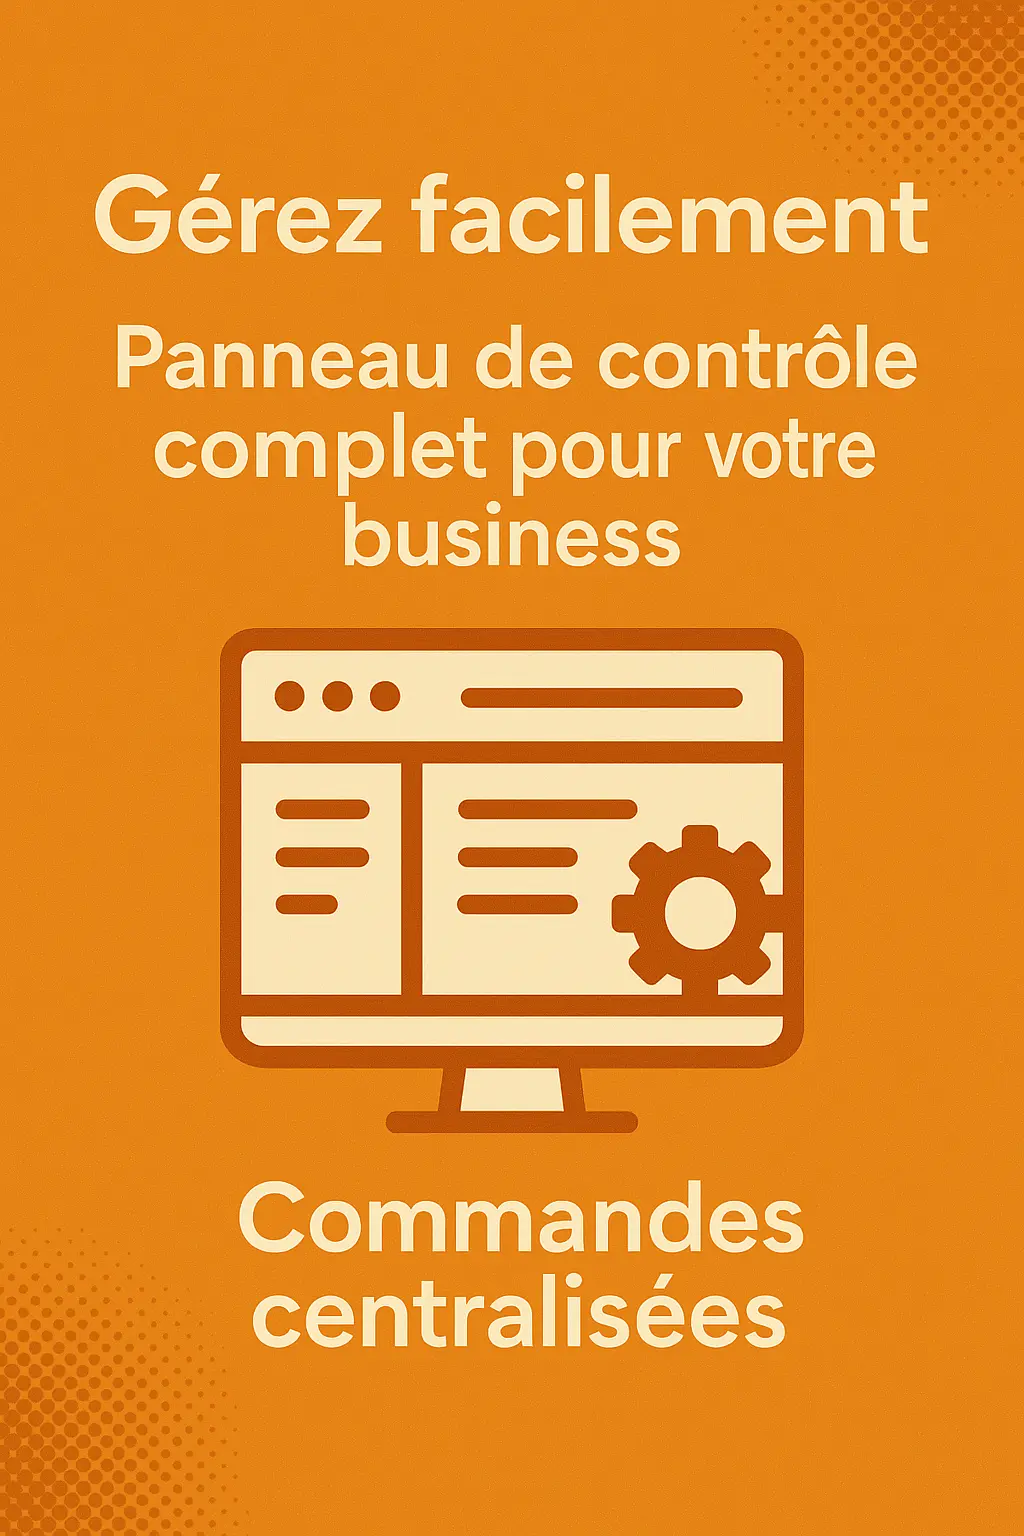 Gérez facilement
Panneau de contrôle
complet pour votre
business
Commandes
centralisées